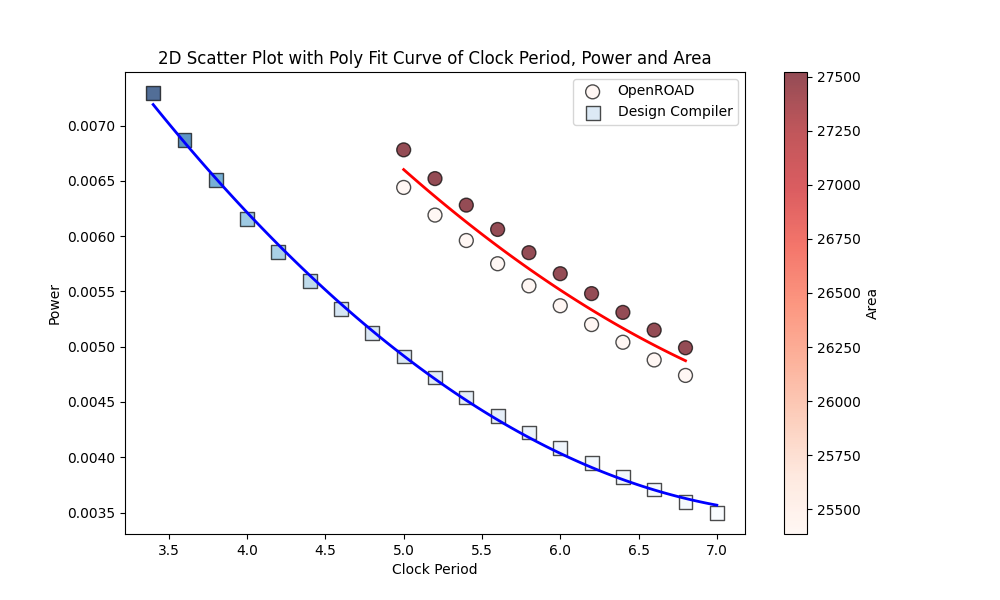 2D Scatter Plot with Poly Fit Curve of Clock Period, Power and Area
OpenROAD
Design Compiler
Power
0.0070
0.0065
0.0060
0.0055
0.0050
0.0045
0.0040
0.0035
3.5 4.0 4.5 5.0 5.5 6.0 6.5 7.0
Clock Period
27500
27250
27000
26750
26500
26250
26000
25750
25500
Area